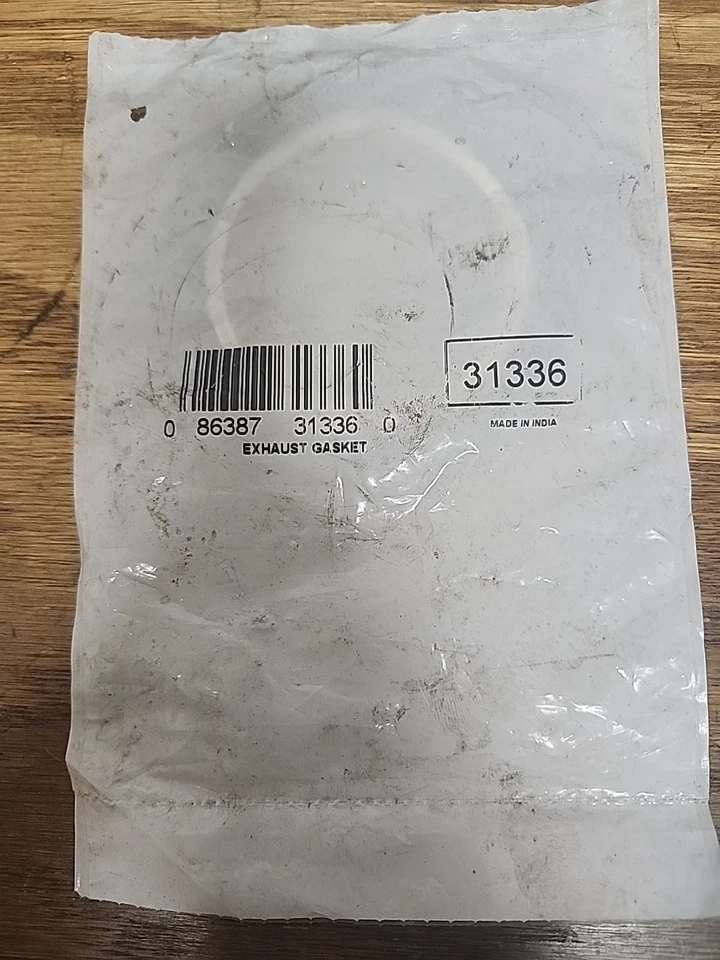 31336
0 86387 31336 0
MADE IN INDIA
EXHAUST GASKET